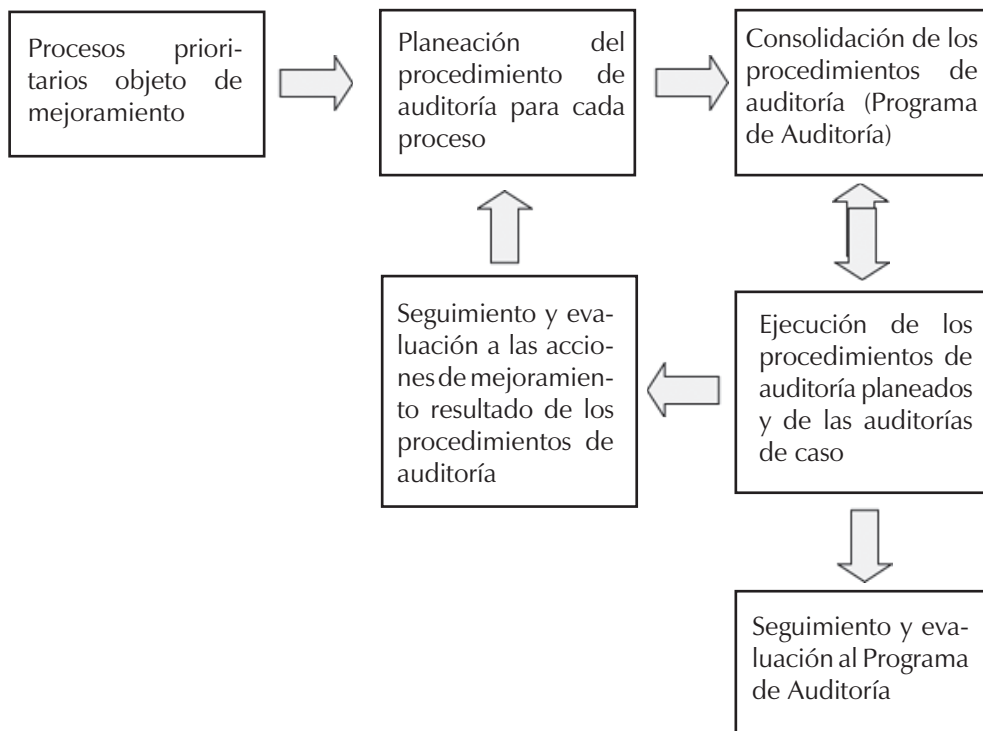 Procesos priori-
tarios objeto de
mejoramiento
Planeación del
procedimiento de
auditoría para cada
proceso
Consolidación de los
procedimientos de
auditoría (Programa
de Auditoría)
Seguimiento y eva-
luación a las accio-
nes de mejoramien-
to resultado de los
procedimientos de
auditoría
Ejecución de los
procedimientos de
auditoría planeados
y de las auditorías
de caso
Seguimiento y eva-
luación al Programa
de Auditoría